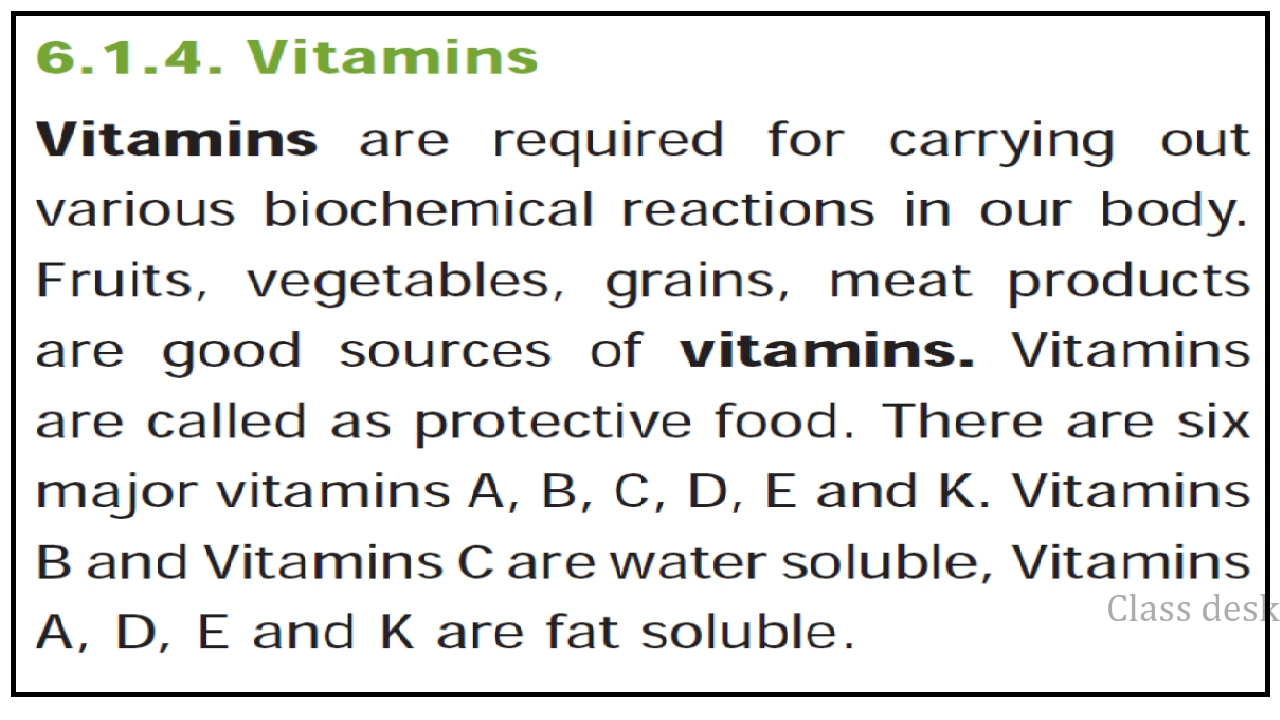 6.1.4. Vitamins
Vitamins are required for carrying out
various biochemical reactions in our body.
Fruits, vegetables, grains, meat products
are good sources of vitamins. Vitamins
are called as protective food. There are six
major vitamins A, B, C, D, E and K. Vitamins
B and Vitamins C are water soluble, Vitamins
Class desk
A, D, E and K are fat soluble.